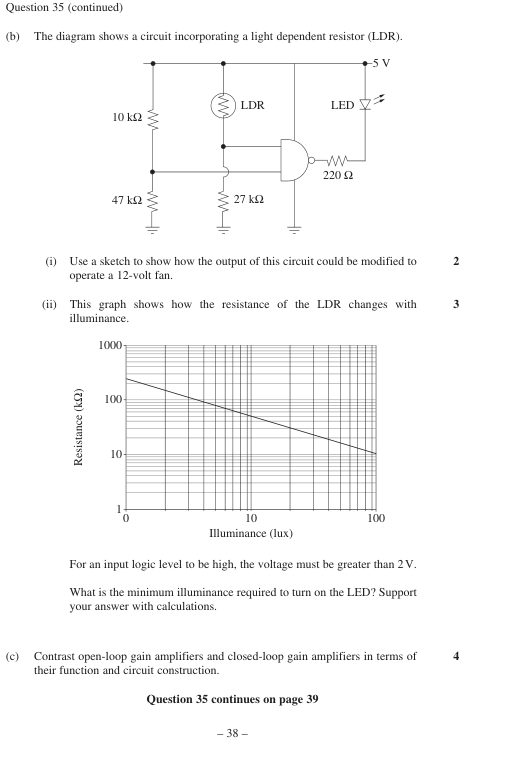 Question 35 (continued)
(b) The diagram shows a circuit incorporating a light dependent resistor (LDR).
5 V
LDR
LED
10 kΩ
220 Ω
47 kΩ
27 kΩ
(i) Use a sketch to show how the output of this circuit could be modified to 2
operate a 12-volt fan.
(ii) This graph shows how the resistance of the LDR changes with 3
illuminance.
1000
100
Resistance (kΩ)
10
1
0 10 100
Illuminance (lux)
For an input logic level to be high, the voltage must be greater than 2 V.
What is the minimum illuminance required to turn on the LED? Support
your answer with calculations.
(c) Contrast open-loop gain amplifiers and closed-loop gain amplifiers in terms of 4
their function and circuit construction.
Question 35 continues on page 39
– 38 –